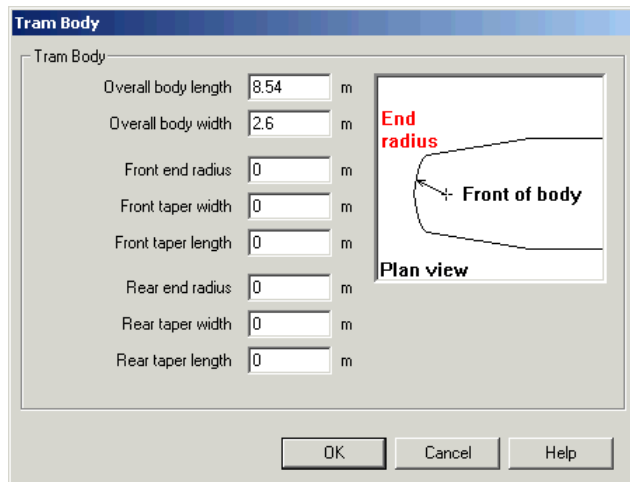 Tram Body
Tram Body
Overall body length 8.54 m
Overall body width 2.6 m
Front end radius 0 m
Front taper width 0 m
Front taper length 0 m
Rear end radius 0 m
Rear taper width 0 m
Rear taper length 0 m
End
radius
Front of body
Plan view
OK Cancel Help